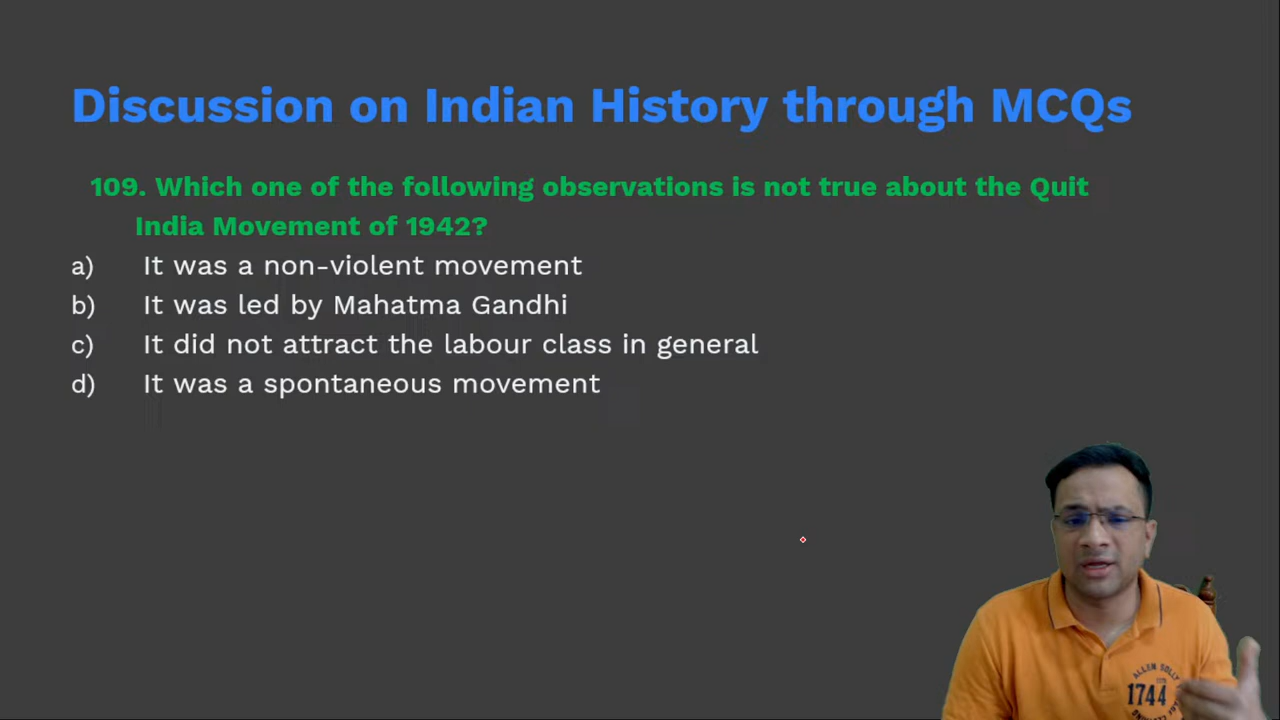 Discussion on Indian History through MCQs
109. Which one of the following observations is not true about the Quit
India Movement of 1942?
a) It was a non-violent movement
b) It was led by Mahatma Gandhi
c) It did not attract the labour class in general
d) It was a spontaneous movement
ALLEN SOLLY
1744